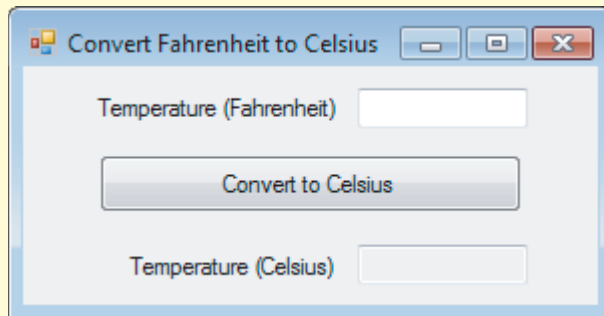 Convert Fahrenheit to Celsius
Temperature (Fahrenheit)
Convert to Celsius
Temperature (Celsius)